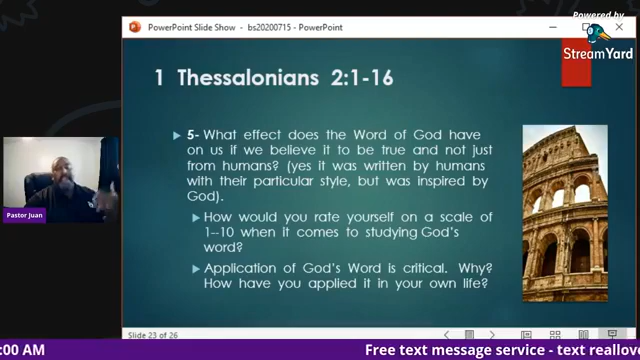 Powered by
StreamYard
PowerPoint Slide Show - bs20200715 - PowerPoint
1 Thessalonians 2:1-16
5- What effect does the Word of God have
on us if we believe it to be true and not just
from humans? (yes it was written by humans
with their particular style, but was inspired by
God).
How would you rate yourself on a scale of
1--10 when it comes to studying God's
word?
Application of God's Word is critical. Why?
How have you applied it in your own life?
Pastor Juan
Slide 23 of 26
:00 AM
Free text message service - text reallov